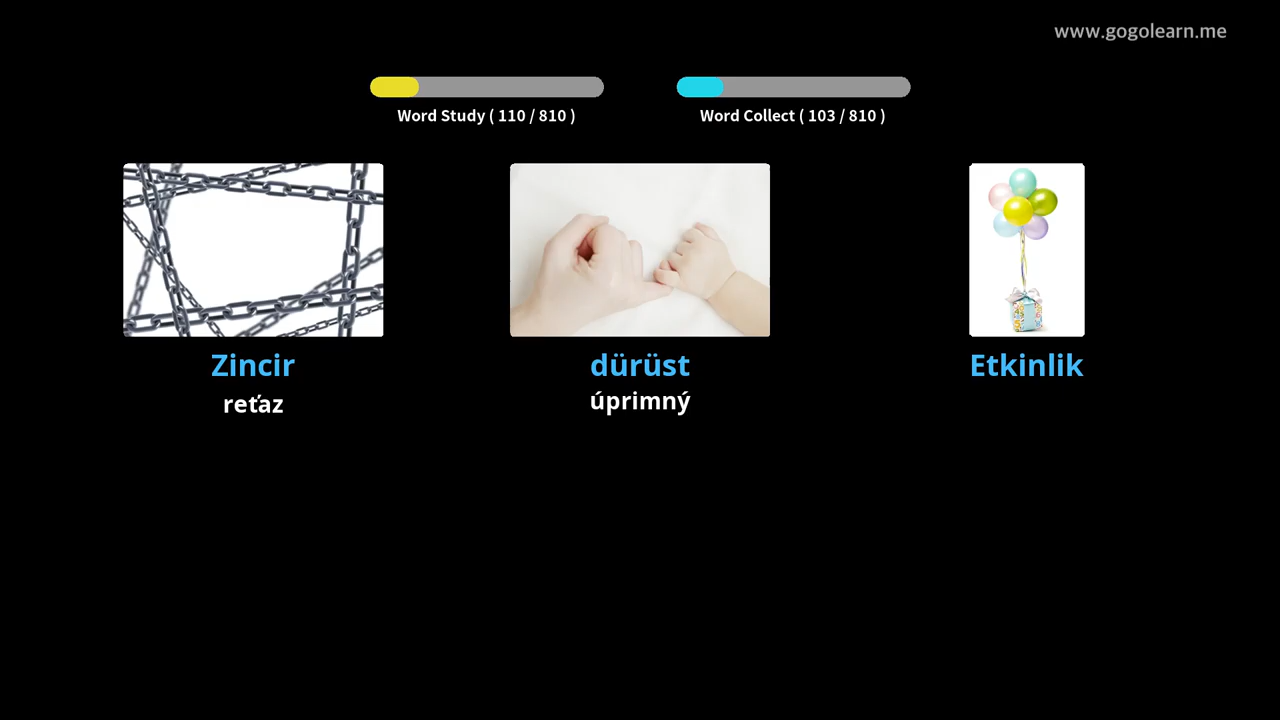 www.gogolearn.me
Word Study ( 110 / 810 )
Word Collect ( 103 / 810 )
Zincir
reťaz
dürüst
úprimný
Etkinlik